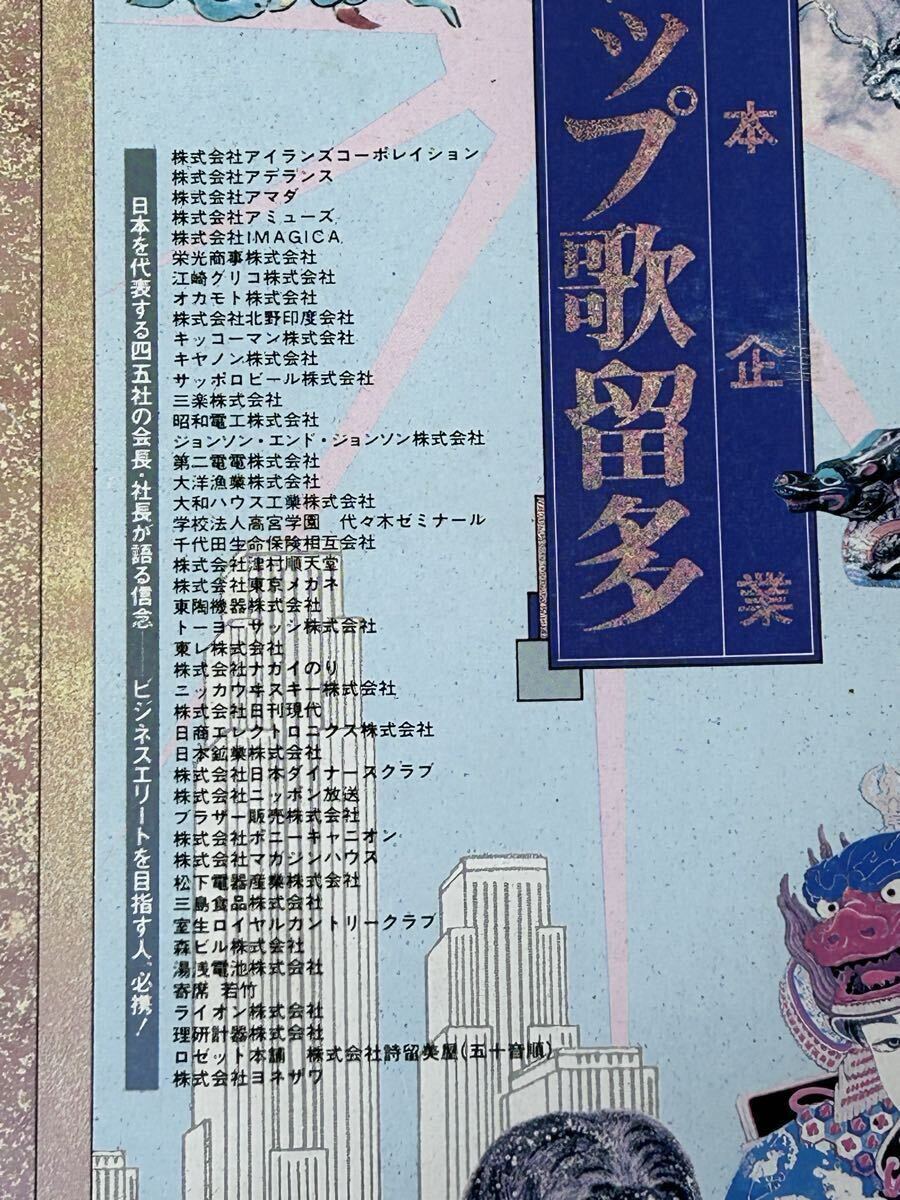 本企業
ップ歌留多
日本を代表する四五社の会長・社長が語る信念――ビジネスエリートを目指す人、必携!
株式会社アイランズコーポレイション
株式会社アデランス
株式会社アマダ
株式会社アミューズ
株式会社IMAGICA
栄光商事株式会社
江崎グリコ株式会社
オカモト株式会社
株式会社北野印度会社
キッコーマン株式会社
キヤノン株式会社
サッポロビール株式会社
三楽株式会社
昭和電工株式会社
ジョンソン・エンド・ジョンソン株式会社
第二電電株式会社
大洋漁業株式会社
大和ハウス工業株式会社
学校法人高宮学園 代々木ゼミナール
千代田生命保険相互会社
株式会社津村順天堂
株式会社東京メガネ
東陶機器株式会社
トーヨーサッシ株式会社
東レ株式会社
株式会社ナガイのり
ニッカウヰスキー株式会社
株式会社日刊現代
日商エレクトロニクス株式会社
日本鉱業株式会社
株式会社日本ダイナースクラブ
株式会社ニッポン放送
ブラザー販売株式会社
株式会社ポニーキャニオン
株式会社マガジンハウス
松下電器産業株式会社
三島食品株式会社
室生ロイヤルカントリークラブ
森ビル株式会社
湯浅電池株式会社
寄席 若竹
ライオン株式会社
理研計器株式会社
ロゼット本舗 株式会社詩留美屋(五十音順)
株式会社ヨネザワ